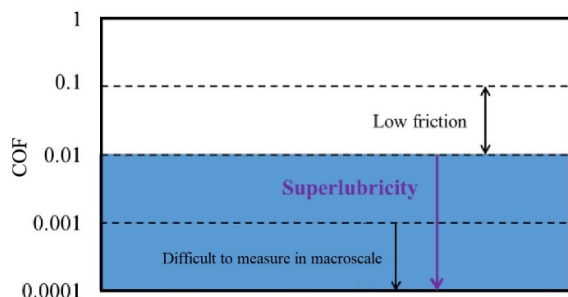 1
0.1
Low friction
COF
0.01
Superlubricity
0.001
Difficult to measure in macroscale
0.0001